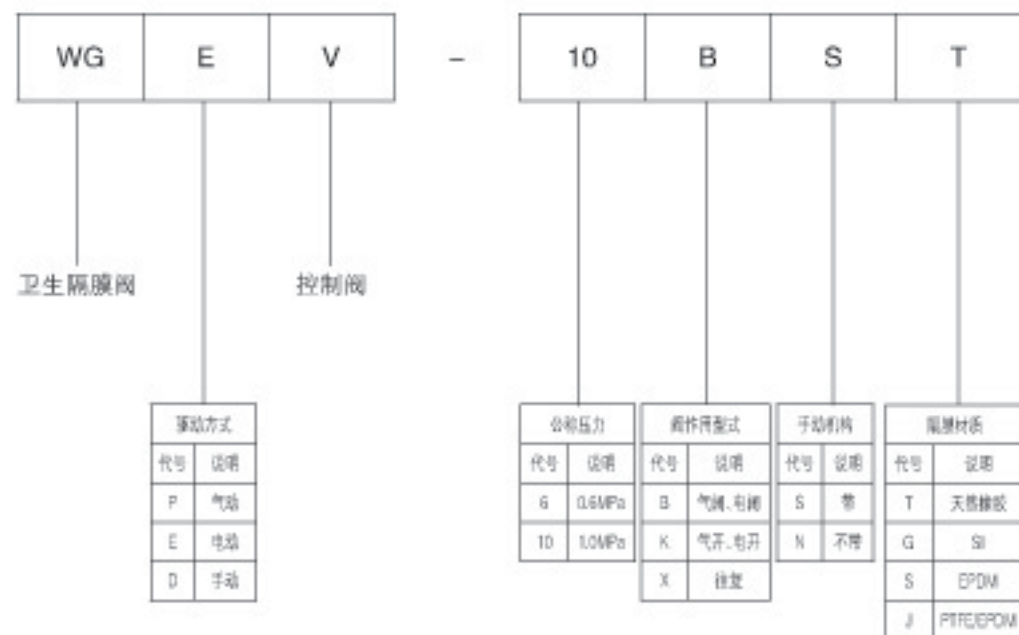 WG E V - 10 B S T
卫生隔膜阀 控制阀
驱动方式
代号 说明
P 气动
E 电动
D 手动
公称压力
代号 说明
6 0.6MPa
10 1.0MPa
阀作用型式
代号 说明
B 气闭、电闭
K 气开、电开
X 往复
手动机构
代号 说明
S 带
N 不带
隔膜材质
代号 说明
T 天然橡胶
G SI
S EPDM
J PTFE/EPDM